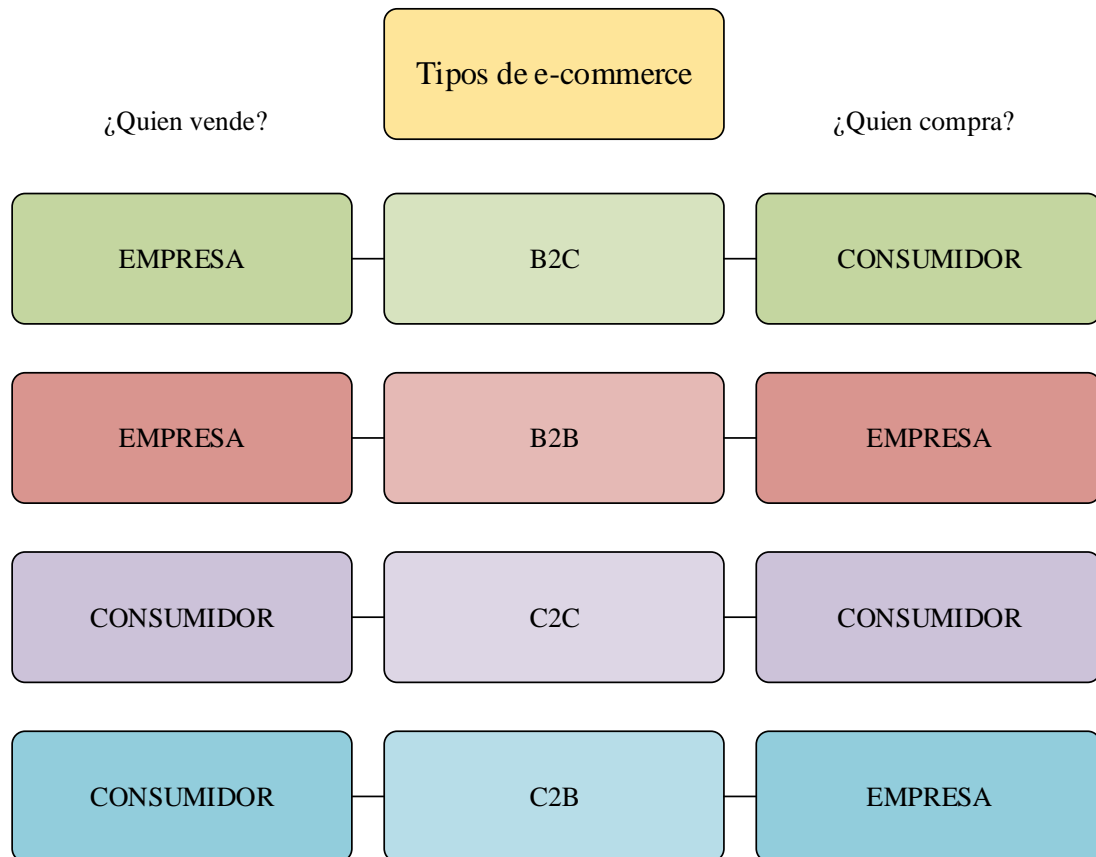 Tipos de e-commerce
¿Quien vende?
¿Quien compra?
EMPRESA
B2C
CONSUMIDOR
EMPRESA
B2B
EMPRESA
CONSUMIDOR
C2C
CONSUMIDOR
CONSUMIDOR
C2B
EMPRESA